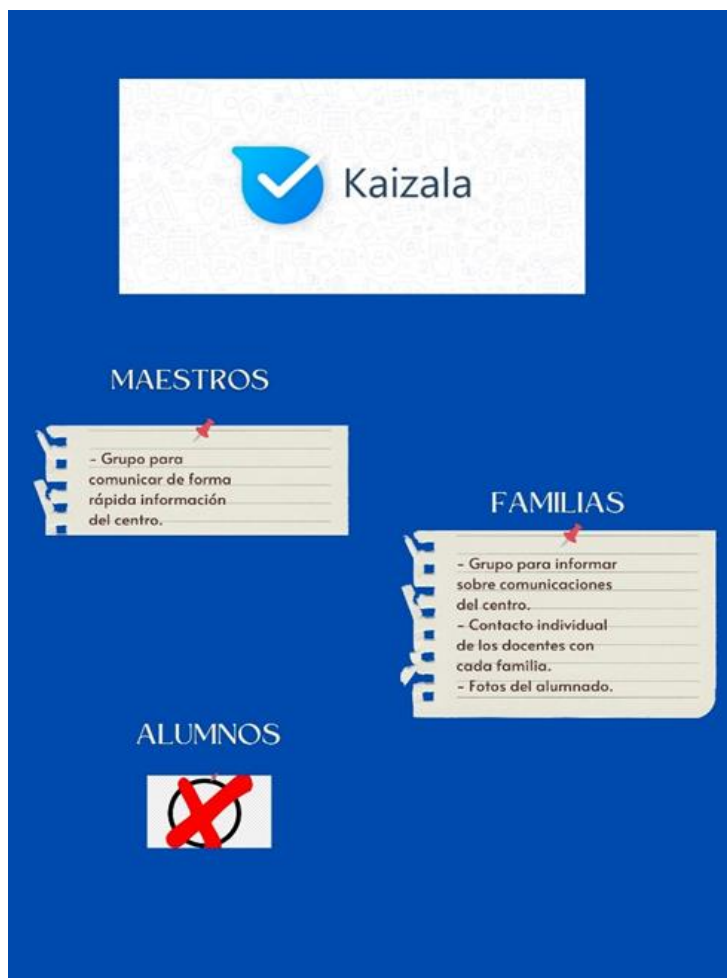 Kaizala
MAESTROS
- Grupo para
comunicar de forma
rápida información
del centro.
FAMILIAS
- Grupo para informar
sobre comunicaciones
del centro.
- Contacto individual
de los docentes con
cada familia.
- Fotos del alumnado.
ALUMNOS